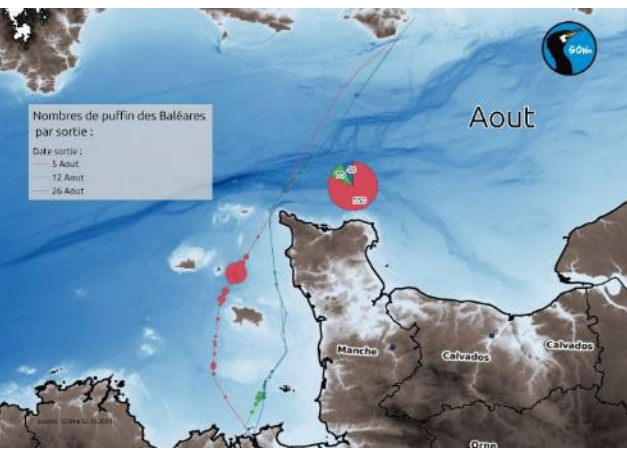 GONm
Aout
Nombres de puffin des Baléares
par sortie :
Date sortie :
5 Aout
12 Aout
26 Aout
Manche
Calvados
Calvados
Orne